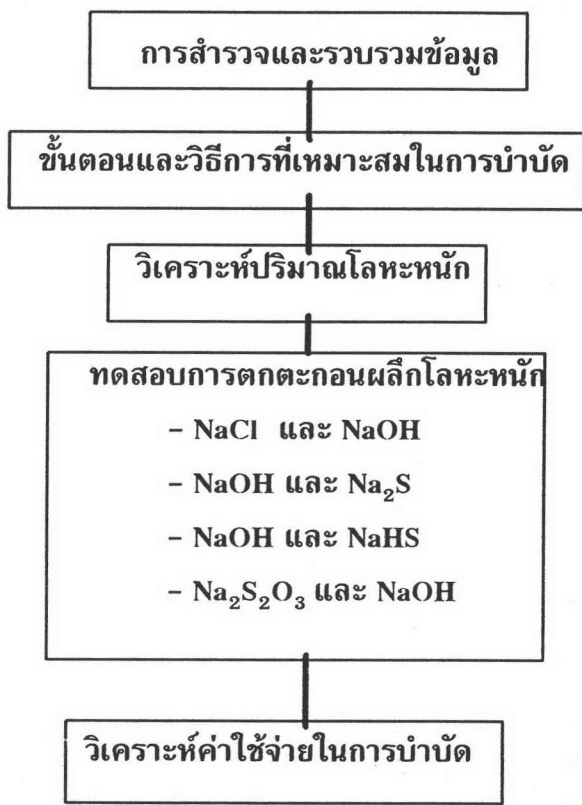 การสำรวจและรวบรวมข้อมูล
ขั้นตอนและวิธีการที่เหมาะสมในการบำบัด
วิเคราะห์ปริมาณโลหะหนัก
ทดสอบการตกตะกอนผลึกโลหะหนัก
– NaCl และ NaOH
– NaOH และ Na₂S
– NaOH และ NaHS
– Na₂S₂O₃ และ NaOH
วิเคราะห์ค่าใช้จ่ายในการบำบัด